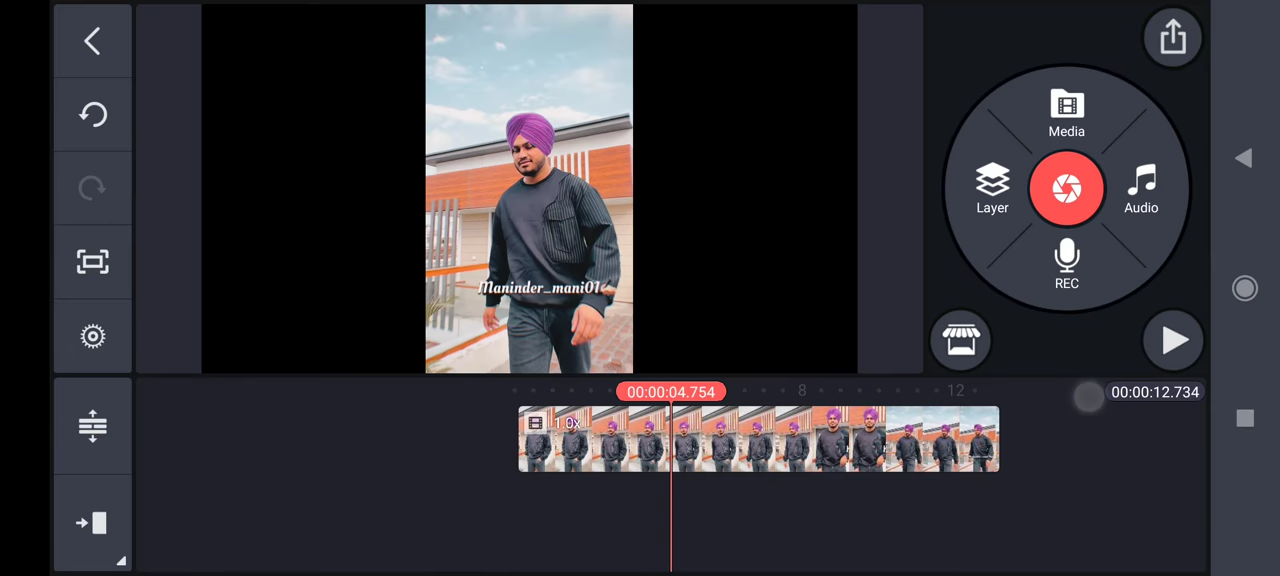 Media
Layer
Audio
REC
Maninder_mani01
00:00:04.754
8
12
00:00:12.734
1.0x